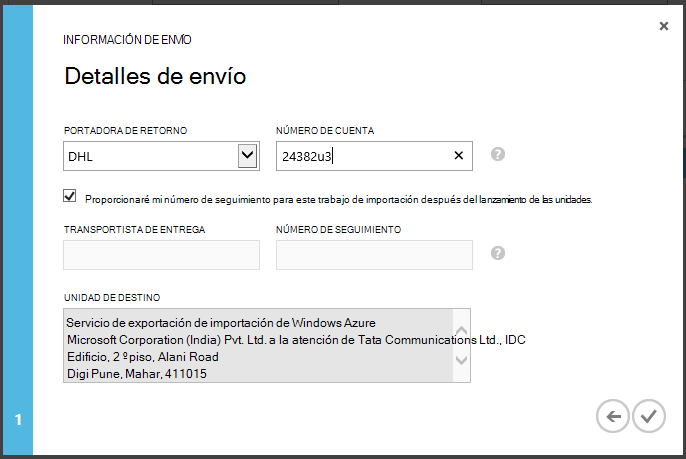 INFORMACIÓN DE ENVÍO
Detalles de envío
PORTADORA DE RETORNO NÚMERO DE CUENTA
DHL 24382u3
Proporcionaré mi número de seguimiento para este trabajo de importación después del lanzamiento de las unidades.
TRANSPORTISTA DE ENTREGA NÚMERO DE SEGUIMIENTO
UNIDAD DE DESTINO
Servicio de exportación de importación de Windows Azure
Microsoft Corporation (India) Pvt. Ltd. a la atención de Tata Communications Ltd., IDC
Edificio, 2 º piso, Alani Road
Digi Pune, Mahar, 411015
1